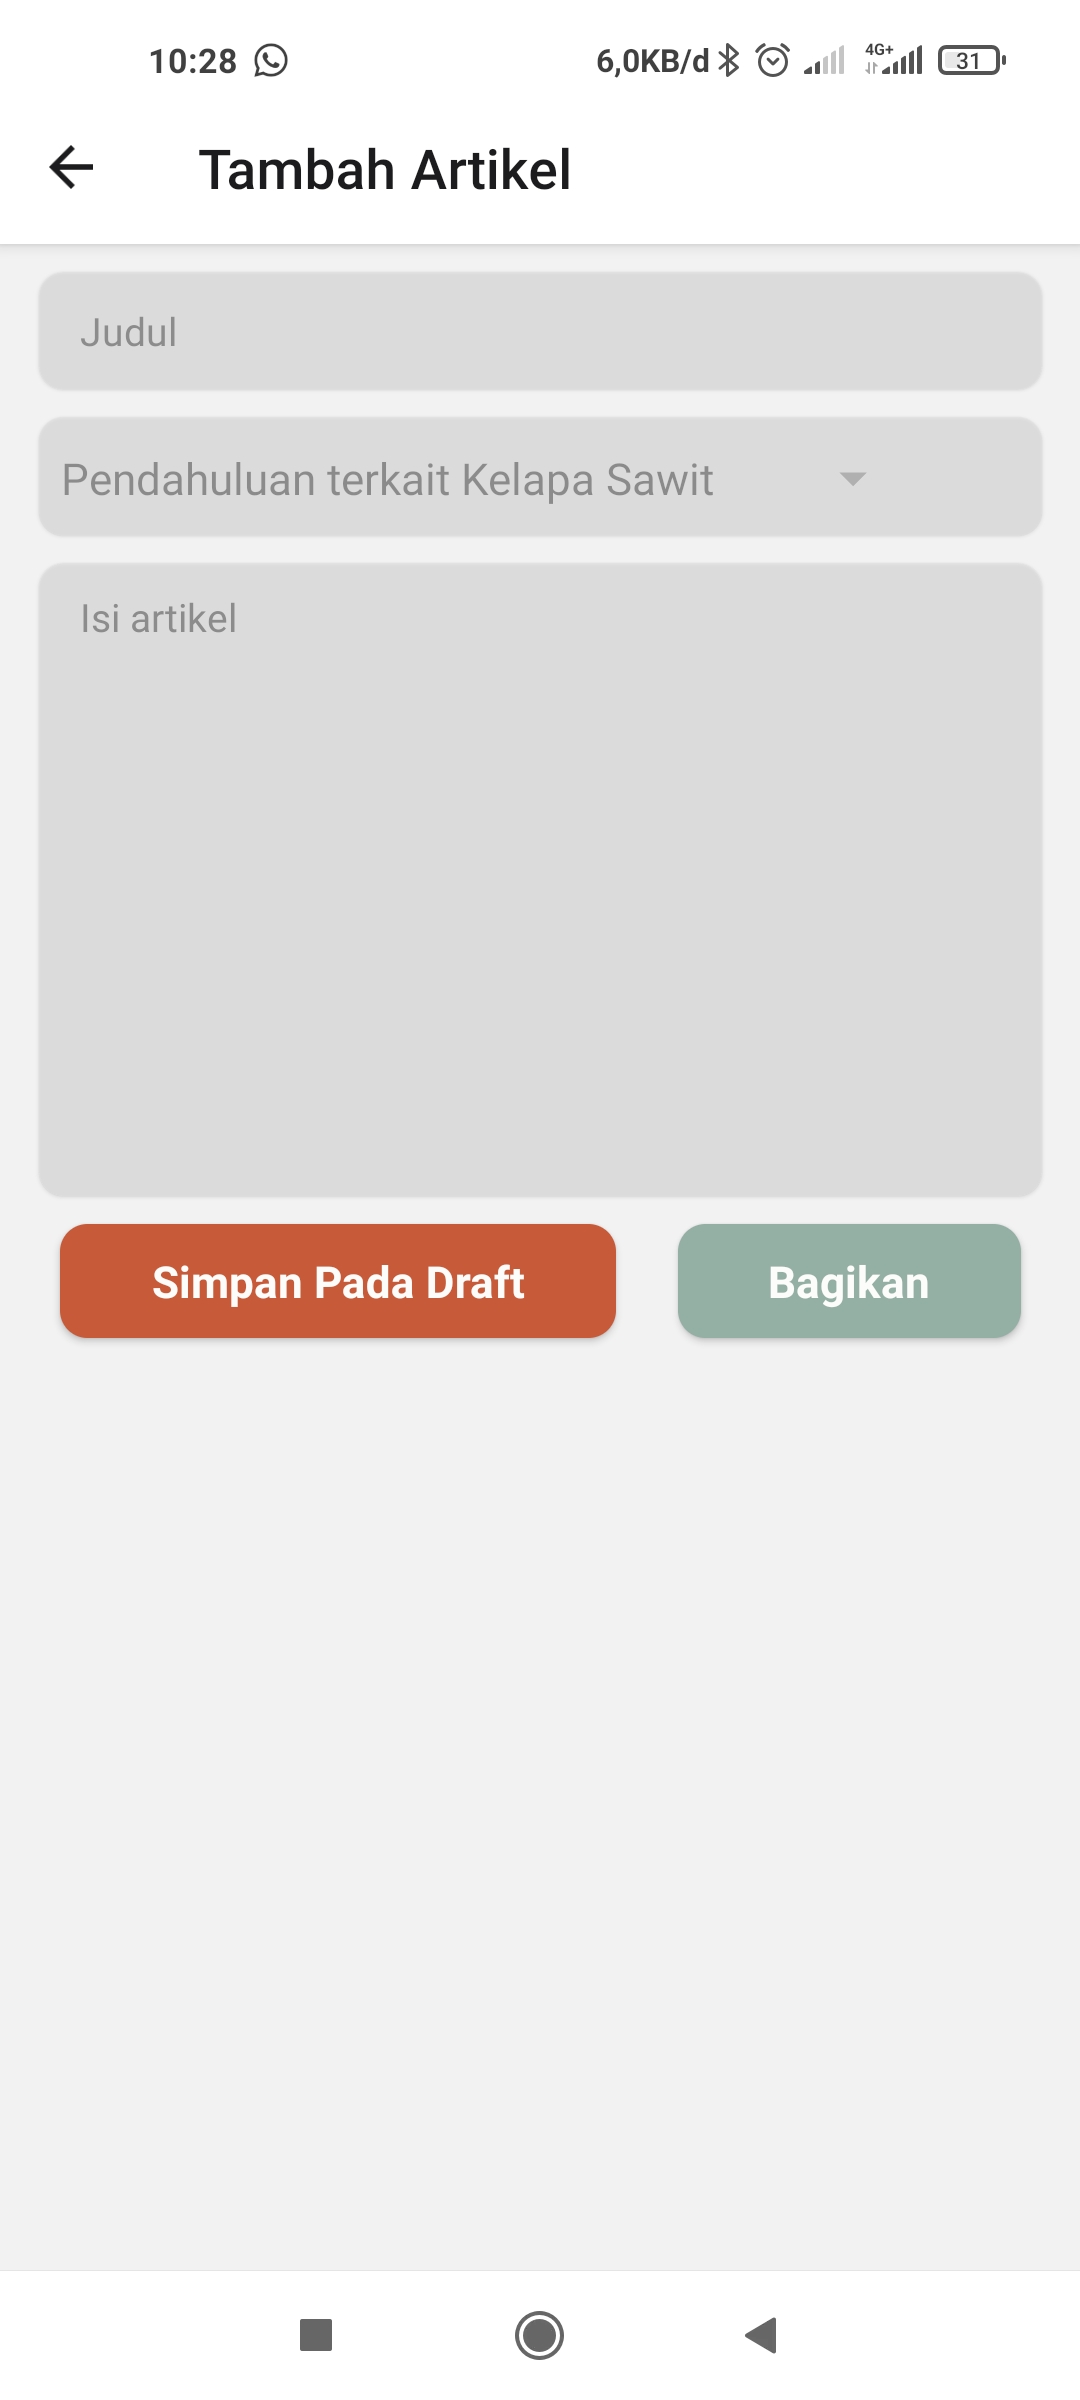 10:28 6,0KB/d 4G+ 31
Tambah Artikel
Judul
Pendahuluan terkait Kelapa Sawit
Isi artikel
Simpan Pada Draft Bagikan